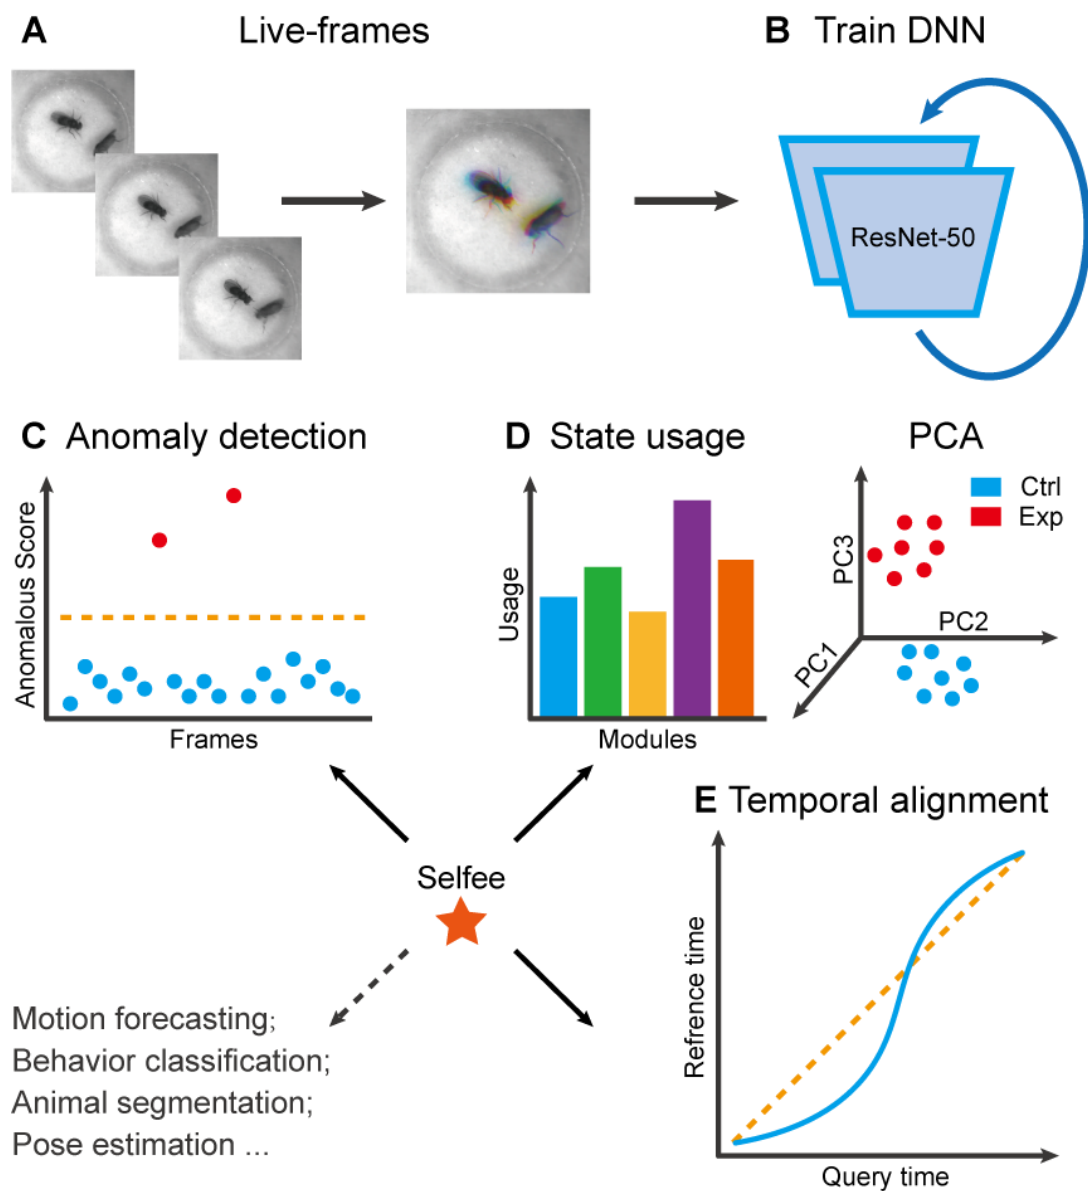 A Live-frames
B Train DNN
ResNet-50
C Anomaly detection
Anomalous Score
Frames
D State usage
Usage
Modules
PCA
Ctrl
Exp
PC3
PC2
PC1
Selfee
E Temporal alignment
Refrence time
Query time
Motion forecasting;
Behavior classification;
Animal segmentation;
Pose estimation ...